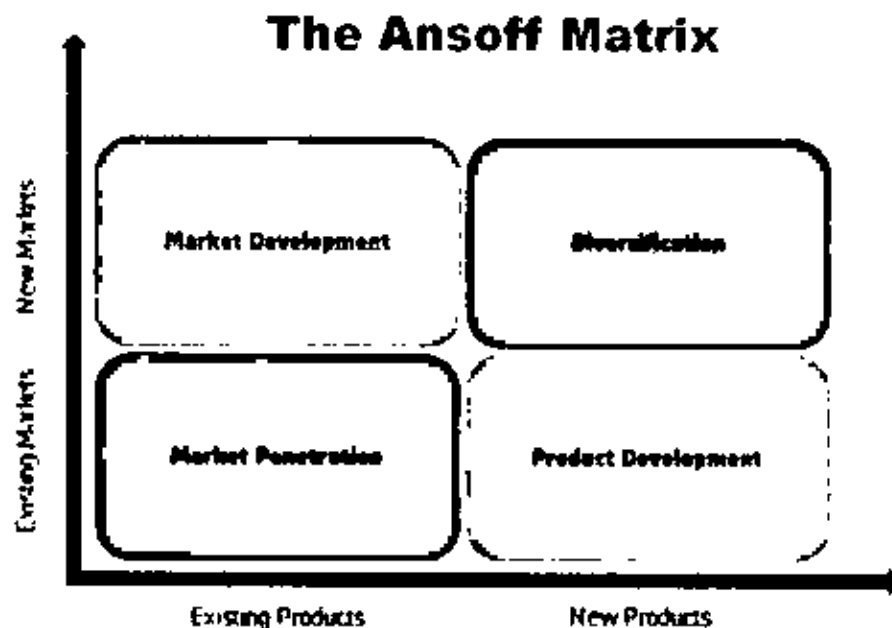 The Ansoff Matrix
New Markets
Market Development
Diversification
Existing Markets
Market Penetration
Product Development
Existing Products
New Products